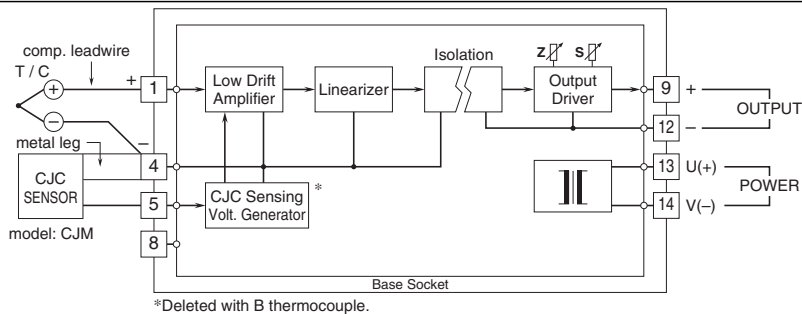 comp. leadwire
T / C
+
−
+
−
metal leg
CJC
SENSOR
model: CJM
1
4
5
8
Low Drift
Amplifier
Linearizer
Isolation
Z
S
Output
Driver
CJC Sensing
Volt. Generator
*
9
+
12
−
OUTPUT
13
U(+)
14
V(–)
POWER
Base Socket
*Deleted with B thermocouple.